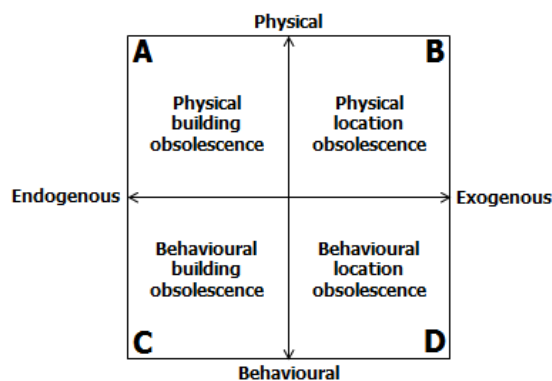 Physical
A
B
Physical
building
obsolescence
Physical
location
obsolescence
Endogenous
Exogenous
Behavioural
building
obsolescence
Behavioural
location
obsolescence
C
D
Behavioural